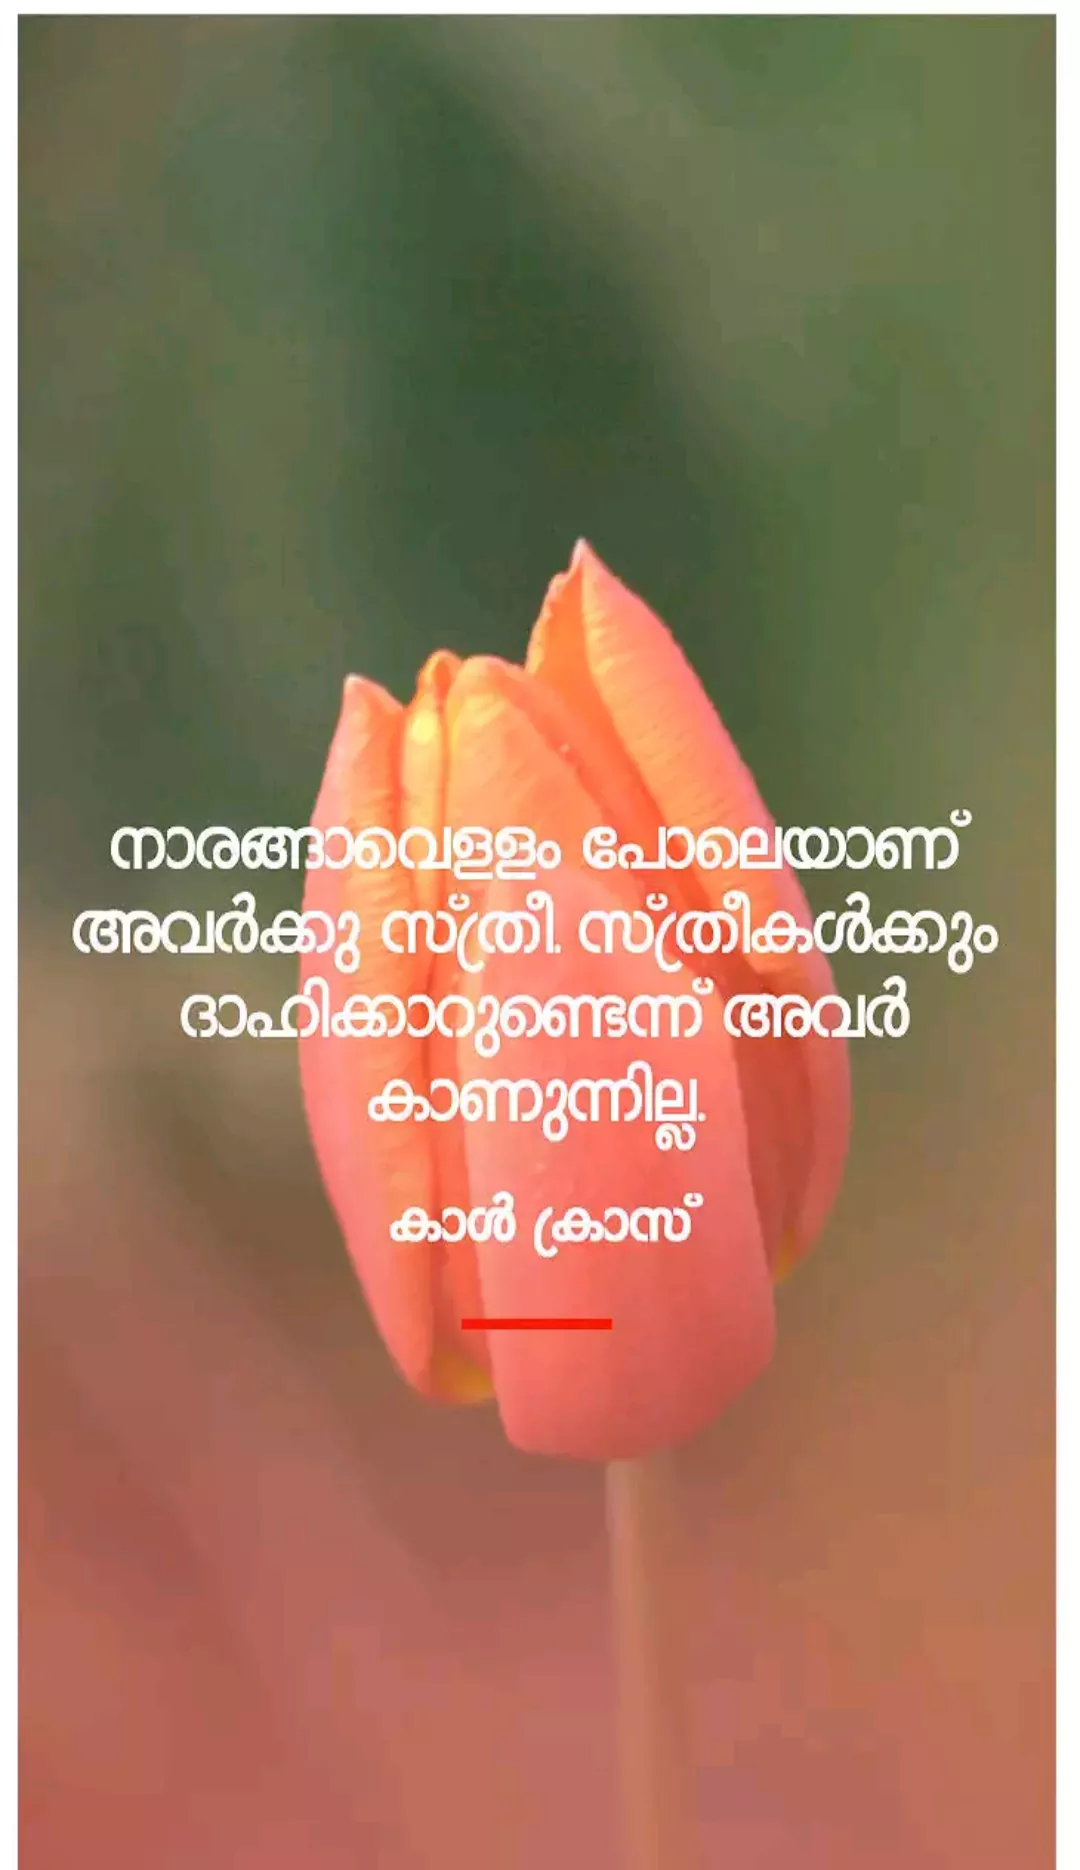 നാരങ്ങാവെള്ളം പോലെയാണ്
അവർക്കു സ്ത്രീ. സ്ത്രീകൾക്കും
ദാഹിക്കാറുണ്ടെന്ന് അവർ
കാണുന്നില്ല.
കാൾ ക്രാസ്